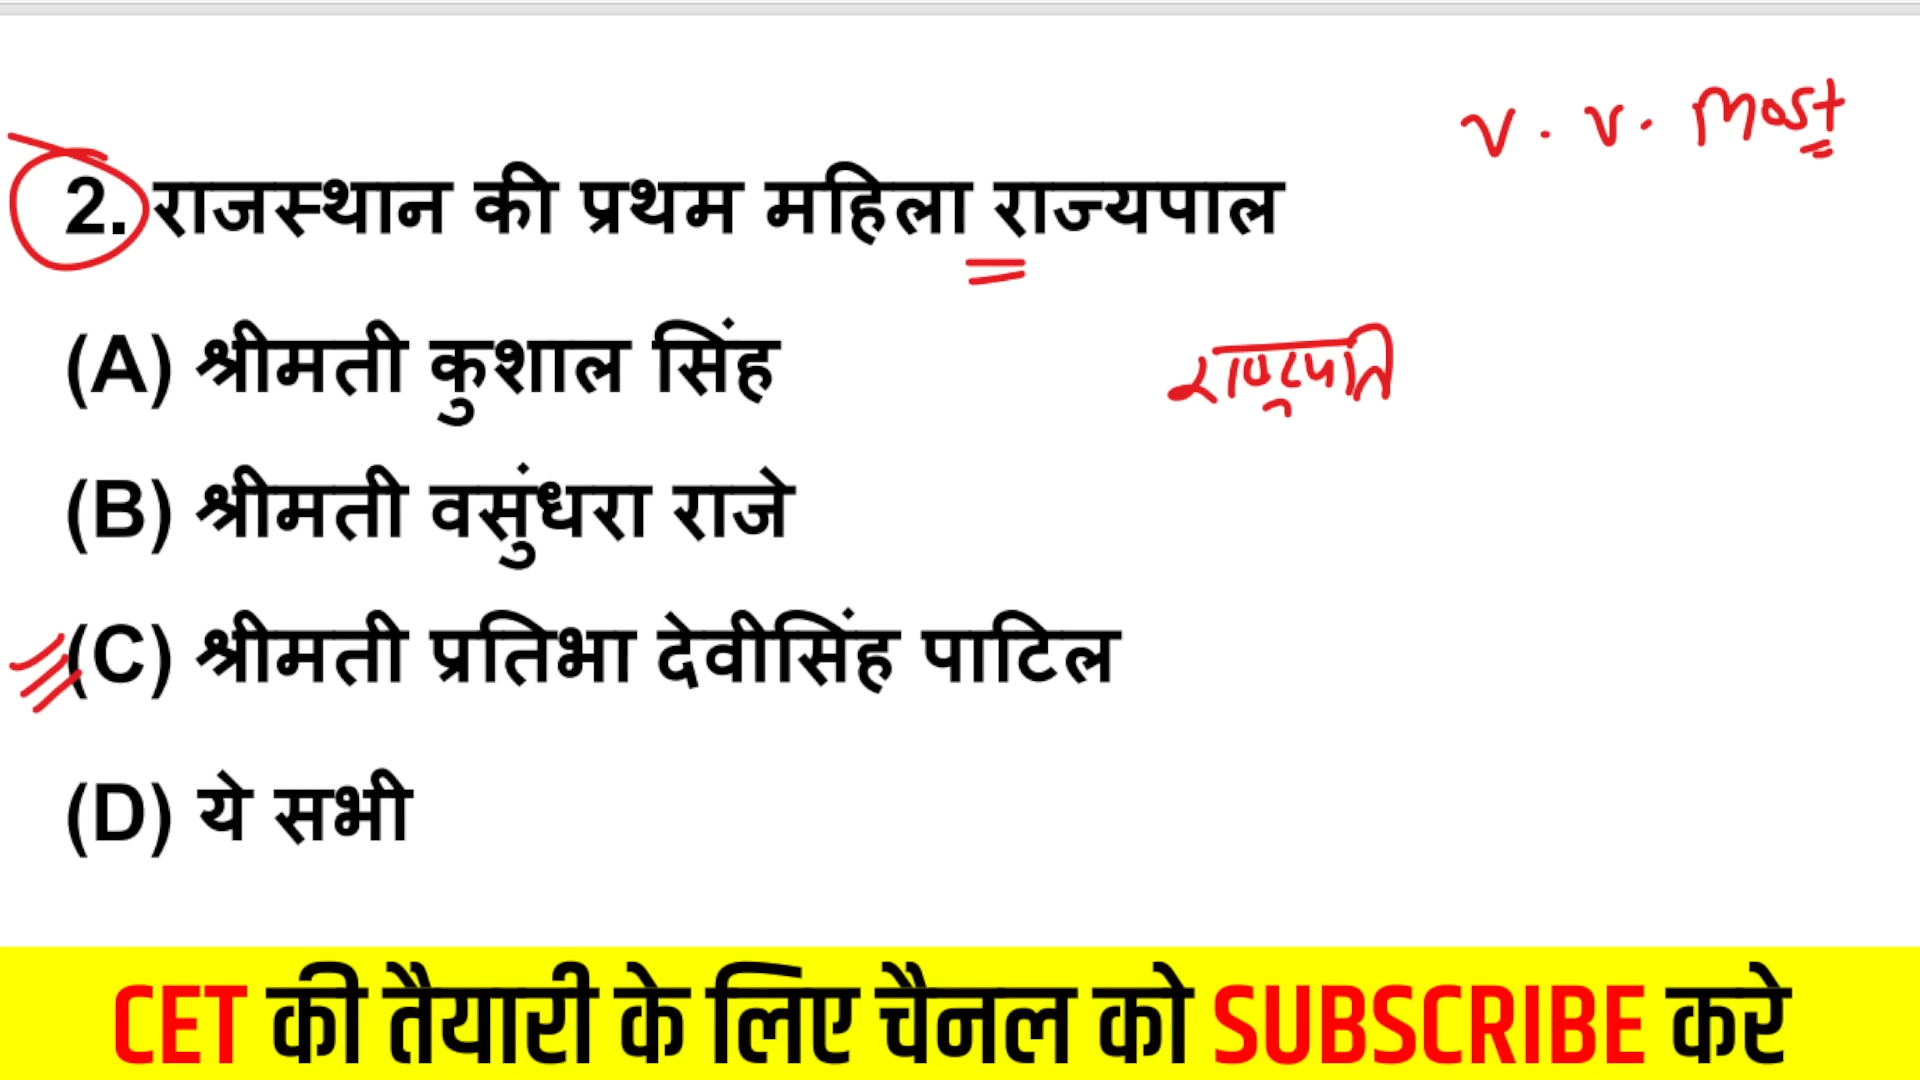 v. v. most
2. राजस्थान की प्रथम महिला राज्यपाल
(A) श्रीमती कुशाल सिंह
राष्ट्रपति
(B) श्रीमती वसुंधरा राजे
(C) श्रीमती प्रतिभा देवीसिंह पाटिल
(D) ये सभी
CET की तैयारी के लिए चैनल को SUBSCRIBE करे